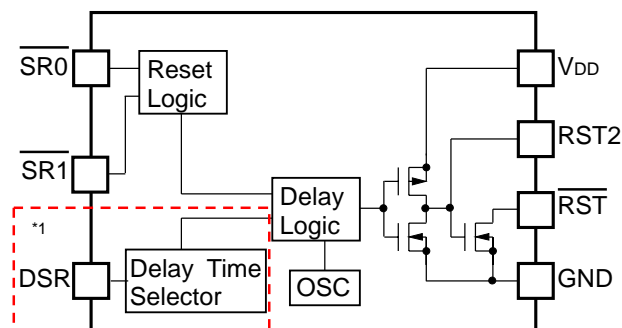 SR0
Reset
Logic
VDD
RST2
SR1
Delay
Logic
RST
*1
DSR
Delay Time
Selector
OSC
GND